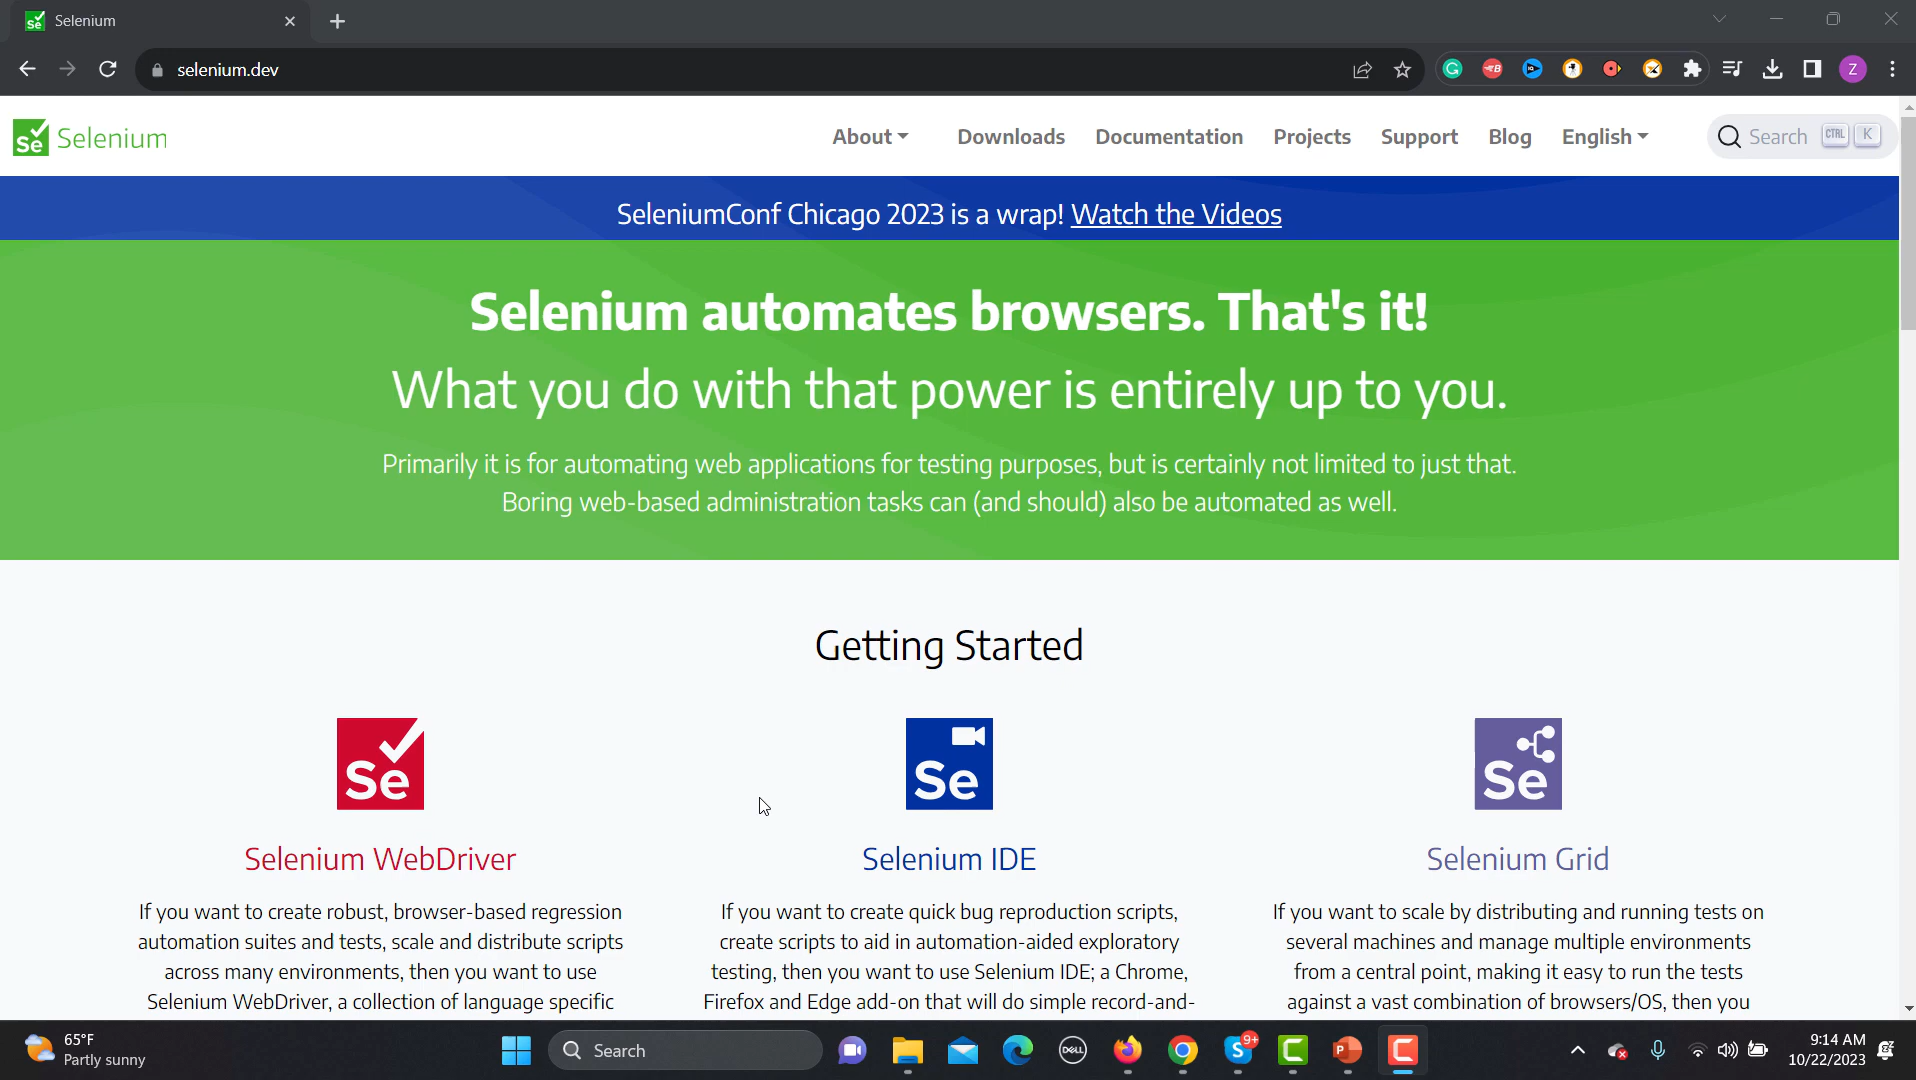 Selenium
selenium.dev
Z
Se Selenium
About
Downloads
Documentation
Projects
Support
Blog
English
Search CTRL K
SeleniumConf Chicago 2023 is a wrap! Watch the Videos
Selenium automates browsers. That's it!
What you do with that power is entirely up to you.
Primarily it is for automating web applications for testing purposes, but is certainly not limited to just that.
Boring web-based administration tasks can (and should) also be automated as well.
Getting Started
Se
Selenium WebDriver
If you want to create robust, browser-based regression
automation suites and tests, scale and distribute scripts
across many environments, then you want to use
Selenium WebDriver, a collection of language specific
Se
Selenium IDE
If you want to create quick bug reproduction scripts,
create scripts to aid in automation-aided exploratory
testing, then you want to use Selenium IDE; a Chrome,
Firefox and Edge add-on that will do simple record-and-
Se
Selenium Grid
If you want to scale by distributing and running tests on
several machines and manage multiple environments
from a central point, making it easy to run the tests
against a vast combination of browsers/OS, then you
65°F
Partly sunny
Search
DELL
9+
9:14 AM
10/22/2023